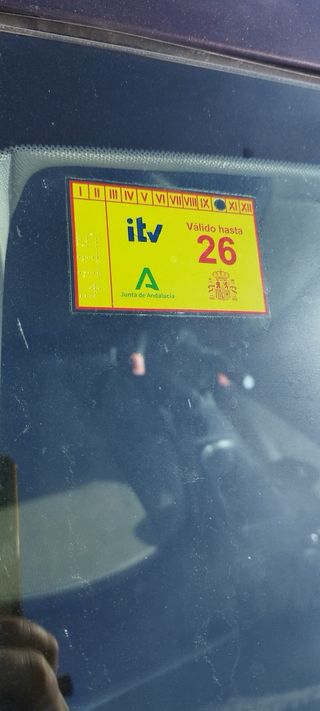 I II III IV V VI VII VIII IX XI XII
itv
Válido hasta
26
Junta de Andalucía